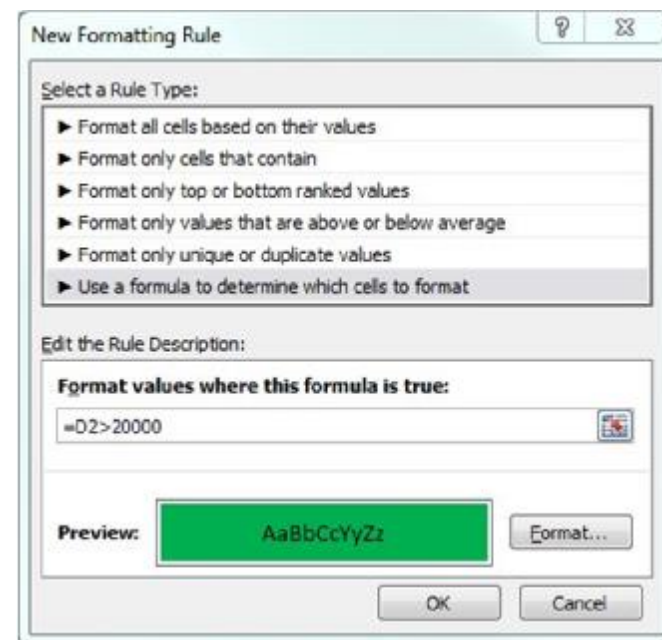 New Formatting Rule
Select a Rule Type:
► Format all cells based on their values
► Format only cells that contain
► Format only top or bottom ranked values
► Format only values that are above or below average
► Format only unique or duplicate values
► Use a formula to determine which cells to format
Edit the Rule Description:
Format values where this formula is true:
=D2>20000
Preview:
AaBbCcYyZz
Format...
OK
Cancel